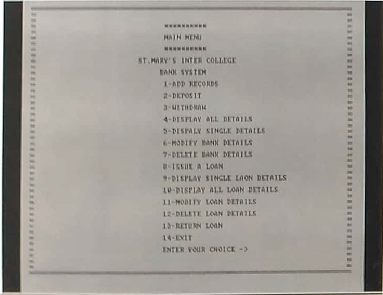 **********
MAIN MENU
**********
ST.MARY'S INTER COLLEGE
BANK SYSTEM
1-ADD RECORDS
2-DEPOSIT
3-WITHDRAW
4-DISPLAY ALL DETAILS
5-DISPALY SINGLE DETAILS
6-MODIFY BANK DETAILS
7-DELETE BANK DETAILS
8-ISSUE A LOAN
9-DISPLAY SINGLE LAON DETAILS
10-DISPLAY ALL LOAN DETAILS
11-MODIFY LOAN DETAILS
12-DELETE LOAN DETAILS
13-RETURN LOAN
14-EXIT
ENTER YOUR CHOICE ->